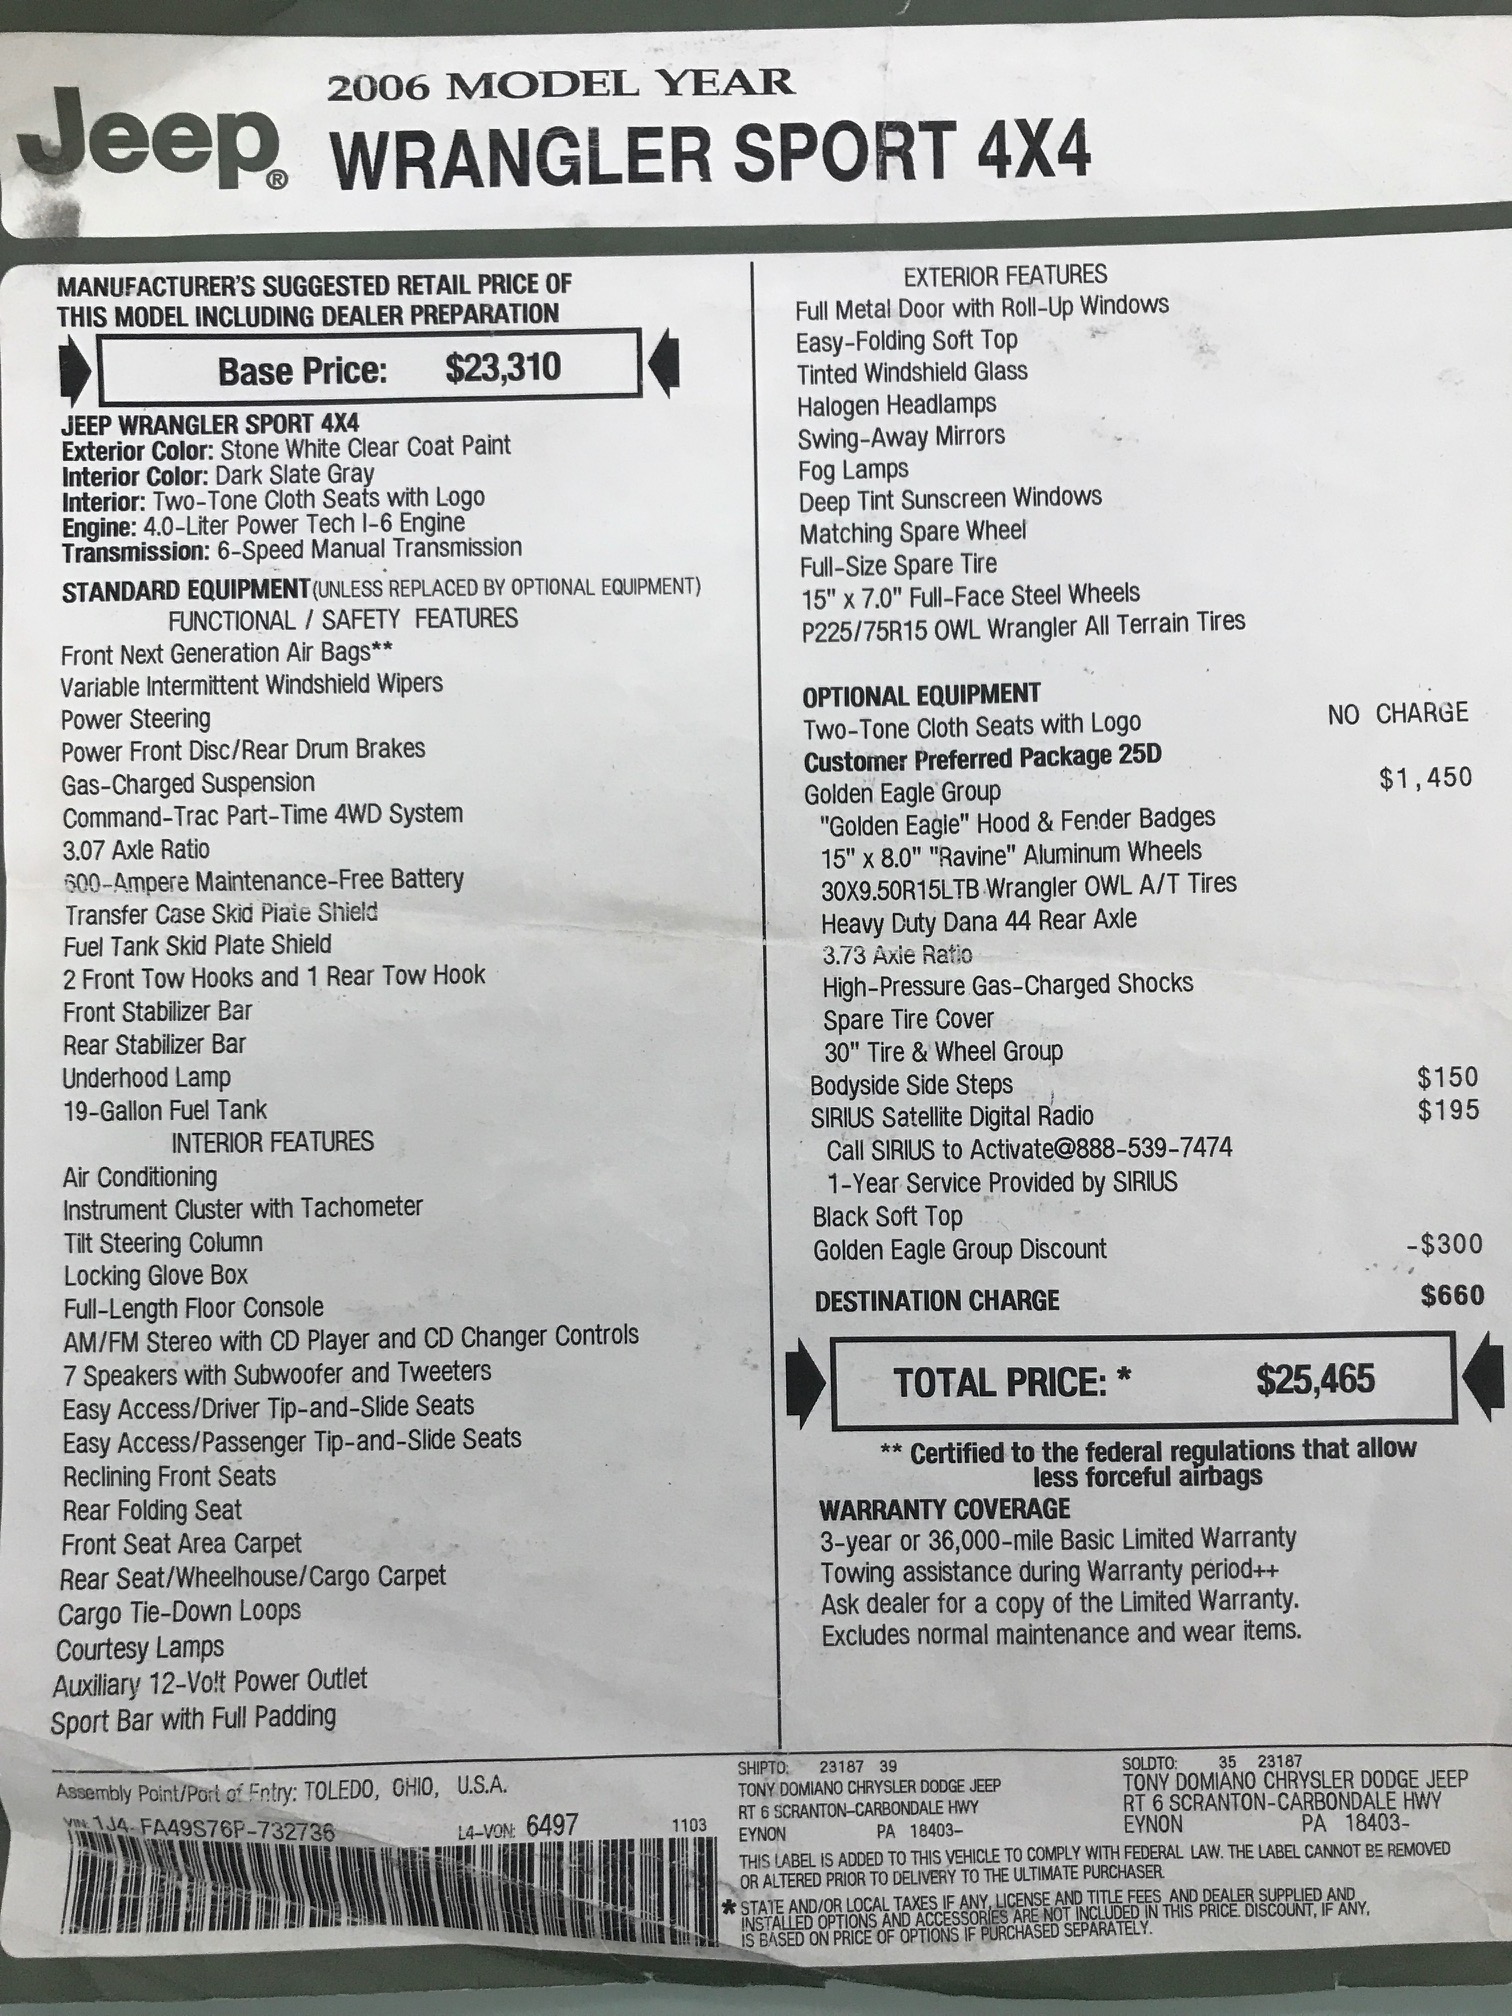 Jeep®
2006 MODEL YEAR
WRANGLER SPORT 4X4
MANUFACTURER'S SUGGESTED RETAIL PRICE OF
THIS MODEL INCLUDING DEALER PREPARATION
Base Price: $23,310
JEEP WRANGLER SPORT 4X4
Exterior Color: Stone White Clear Coat Paint
Interior Color: Dark Slate Gray
Interior: Two-Tone Cloth Seats with Logo
Engine: 4.0-Liter Power Tech I-6 Engine
Transmission: 6-Speed Manual Transmission
STANDARD EQUIPMENT (UNLESS REPLACED BY OPTIONAL EQUIPMENT)
FUNCTIONAL / SAFETY FEATURES
Front Next Generation Air Bags**
Variable Intermittent Windshield Wipers
Power Steering
Power Front Disc/Rear Drum Brakes
Gas-Charged Suspension
Command-Trac Part-Time 4WD System
3.07 Axle Ratio
600-Ampere Maintenance-Free Battery
Transfer Case Skid Plate Shield
Fuel Tank Skid Plate Shield
2 Front Tow Hooks and 1 Rear Tow Hook
Front Stabilizer Bar
Rear Stabilizer Bar
Underhood Lamp
19-Gallon Fuel Tank
INTERIOR FEATURES
Air Conditioning
Instrument Cluster with Tachometer
Tilt Steering Column
Locking Glove Box
Full-Length Floor Console
AM/FM Stereo with CD Player and CD Changer Controls
7 Speakers with Subwoofer and Tweeters
Easy Access/Driver Tip-and-Slide Seats
Easy Access/Passenger Tip-and-Slide Seats
Reclining Front Seats
Rear Folding Seat
Front Seat Area Carpet
Rear Seat/Wheelhouse/Cargo Carpet
Cargo Tie-Down Loops
Courtesy Lamps
Auxiliary 12-Volt Power Outlet
Sport Bar with Full Padding
EXTERIOR FEATURES
Full Metal Door with Roll-Up Windows
Easy-Folding Soft Top
Tinted Windshield Glass
Halogen Headlamps
Swing-Away Mirrors
Fog Lamps
Deep Tint Sunscreen Windows
Matching Spare Wheel
Full-Size Spare Tire
15" x 7.0" Full-Face Steel Wheels
P225/75R15 OWL Wrangler All Terrain Tires
OPTIONAL EQUIPMENT
Two-Tone Cloth Seats with Logo NO CHARGE
Customer Preferred Package 25D
Golden Eagle Group $1,450
"Golden Eagle" Hood & Fender Badges
15" x 8.0" "Ravine" Aluminum Wheels
30X9.50R15LTB Wrangler OWL A/T Tires
Heavy Duty Dana 44 Rear Axle
3.73 Axle Ratio
High-Pressure Gas-Charged Shocks
Spare Tire Cover
30" Tire & Wheel Group
Bodyside Side Steps $150
SIRIUS Satellite Digital Radio $195
Call SIRIUS to Activate@888-539-7474
1-Year Service Provided by SIRIUS
Black Soft Top
Golden Eagle Group Discount -$300
DESTINATION CHARGE $660
TOTAL PRICE: * $25,465
** Certified to the federal regulations that allow
less forceful airbags
WARRANTY COVERAGE
3-year or 36,000-mile Basic Limited Warranty
Towing assistance during Warranty period++
Ask dealer for a copy of the Limited Warranty.
Excludes normal maintenance and wear items.
Assembly Point/Port of Entry: TOLEDO, OHIO, U.S.A.
VIN: 1J4-FA49S76P-732736 L4-VON: 6497 1103
SHIPTO: 23187 39
TONY DOMIANO CHRYSLER DODGE JEEP
RT 6 SCRANTON-CARBONDALE HWY
EYNON PA 18403-
SOLDTO: 35 23187
TONY DOMIANO CHRYSLER DODGE JEEP
RT 6 SCRANTON-CARBONDALE HWY
EYNON PA 18403-
THIS LABEL IS ADDED TO THIS VEHICLE TO COMPLY WITH FEDERAL LAW. THE LABEL CANNOT BE REMOVED
OR ALTERED PRIOR TO DELIVERY TO THE ULTIMATE PURCHASER.
* STATE AND/OR LOCAL TAXES IF ANY, LICENSE AND TITLE FEES AND DEALER SUPPLIED AND
INSTALLED OPTIONS AND ACCESSORIES ARE NOT INCLUDED IN THIS PRICE. DISCOUNT, IF ANY,
IS BASED ON PRICE OF OPTIONS IF PURCHASED SEPARATELY.